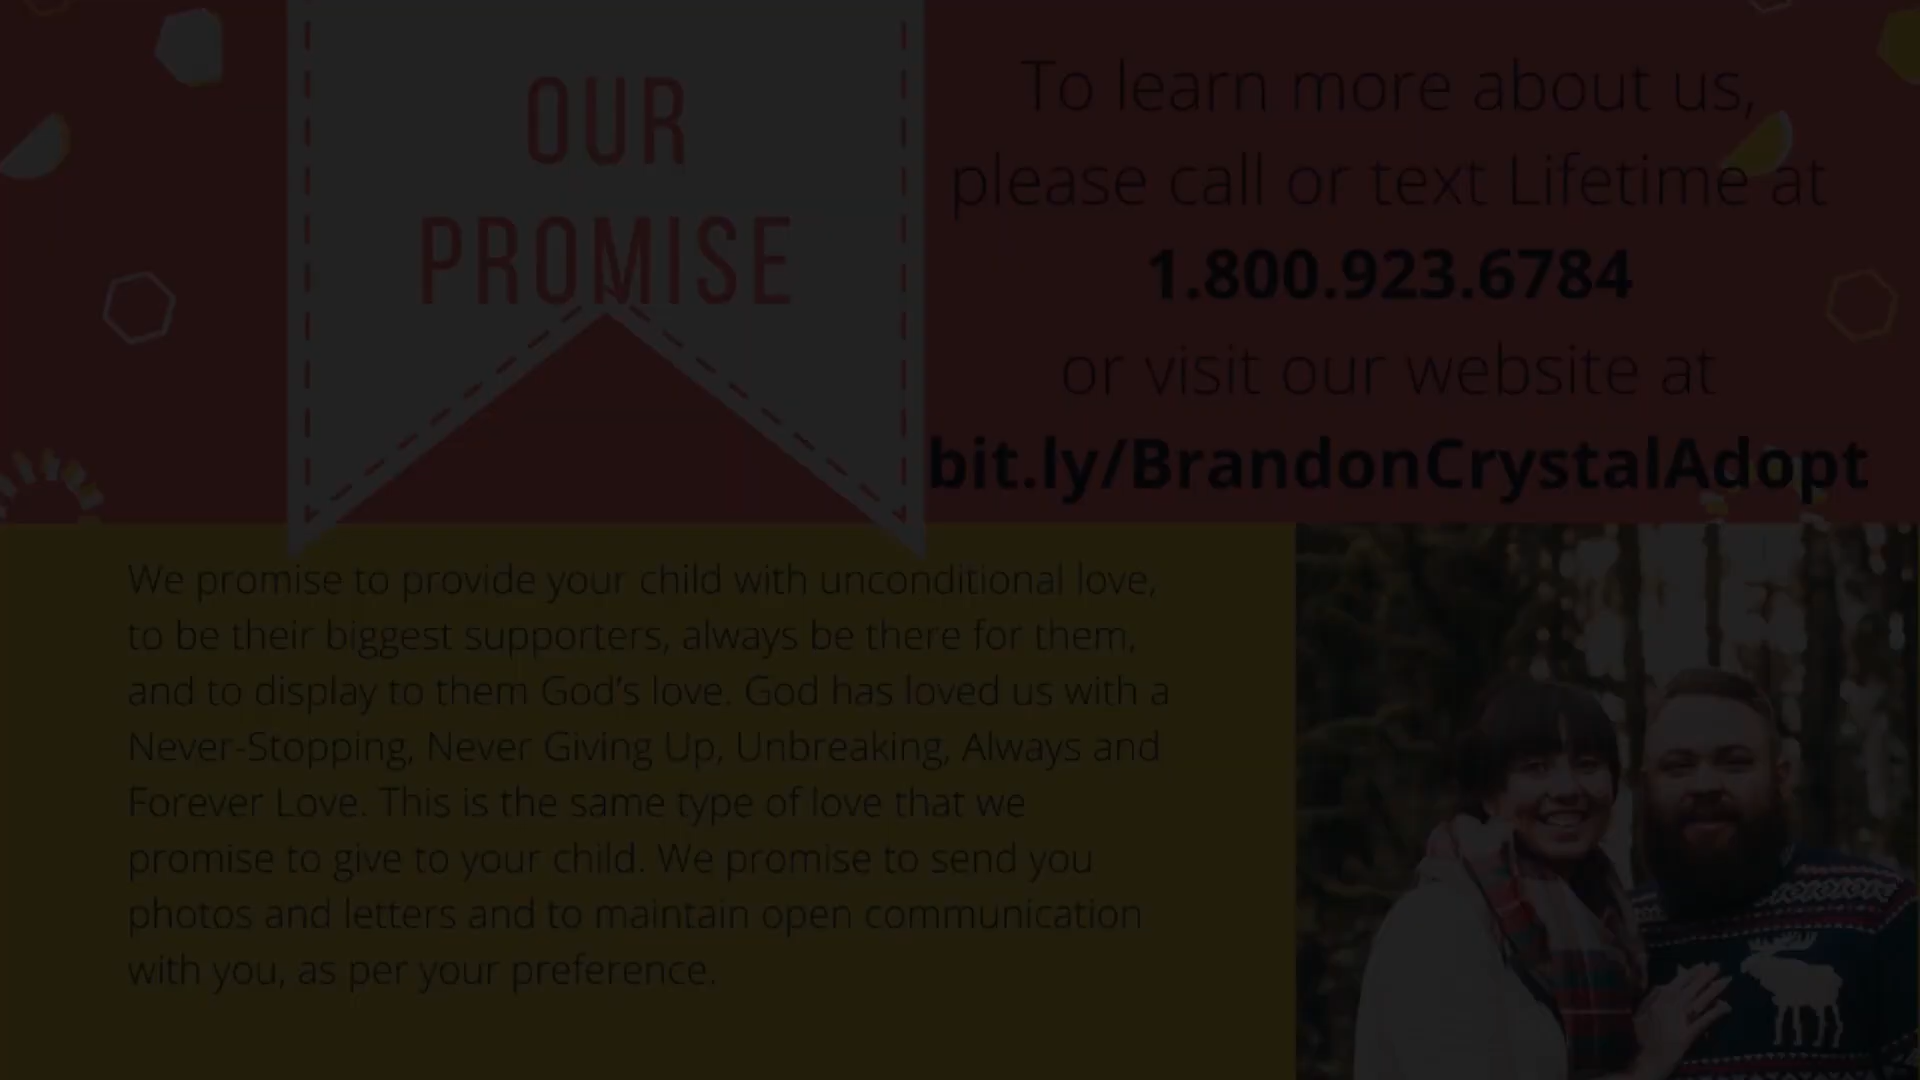 OUR
PROMISE
To learn more about us,
please call or text Lifetime at
1.800.923.6784
or visit our website at
bit.ly/BrandonCrystalAdopt
We promise to provide your child with unconditional love,
to be their biggest supporters, always be there for them,
and to display to them God's love. God has loved us with a
Never-Stopping, Never Giving Up, Unbreaking, Always and
Forever Love. This is the same type of love that we
promise to give to your child. We promise to send you
photos and letters and to maintain open communication
with you, as per your preference.